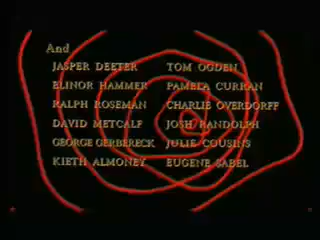 And
JASPER DEETER TOM OGDEN
ELINOR HAMMER PAMELA CURRAN
RALPH ROSEMAN CHARLIE OVERDORFF
DAVID METCALF JOSH RANDOLPH
GEORGE GERBERECK JULIE COUSINS
KIETH ALMONEY EUGENE SABEL